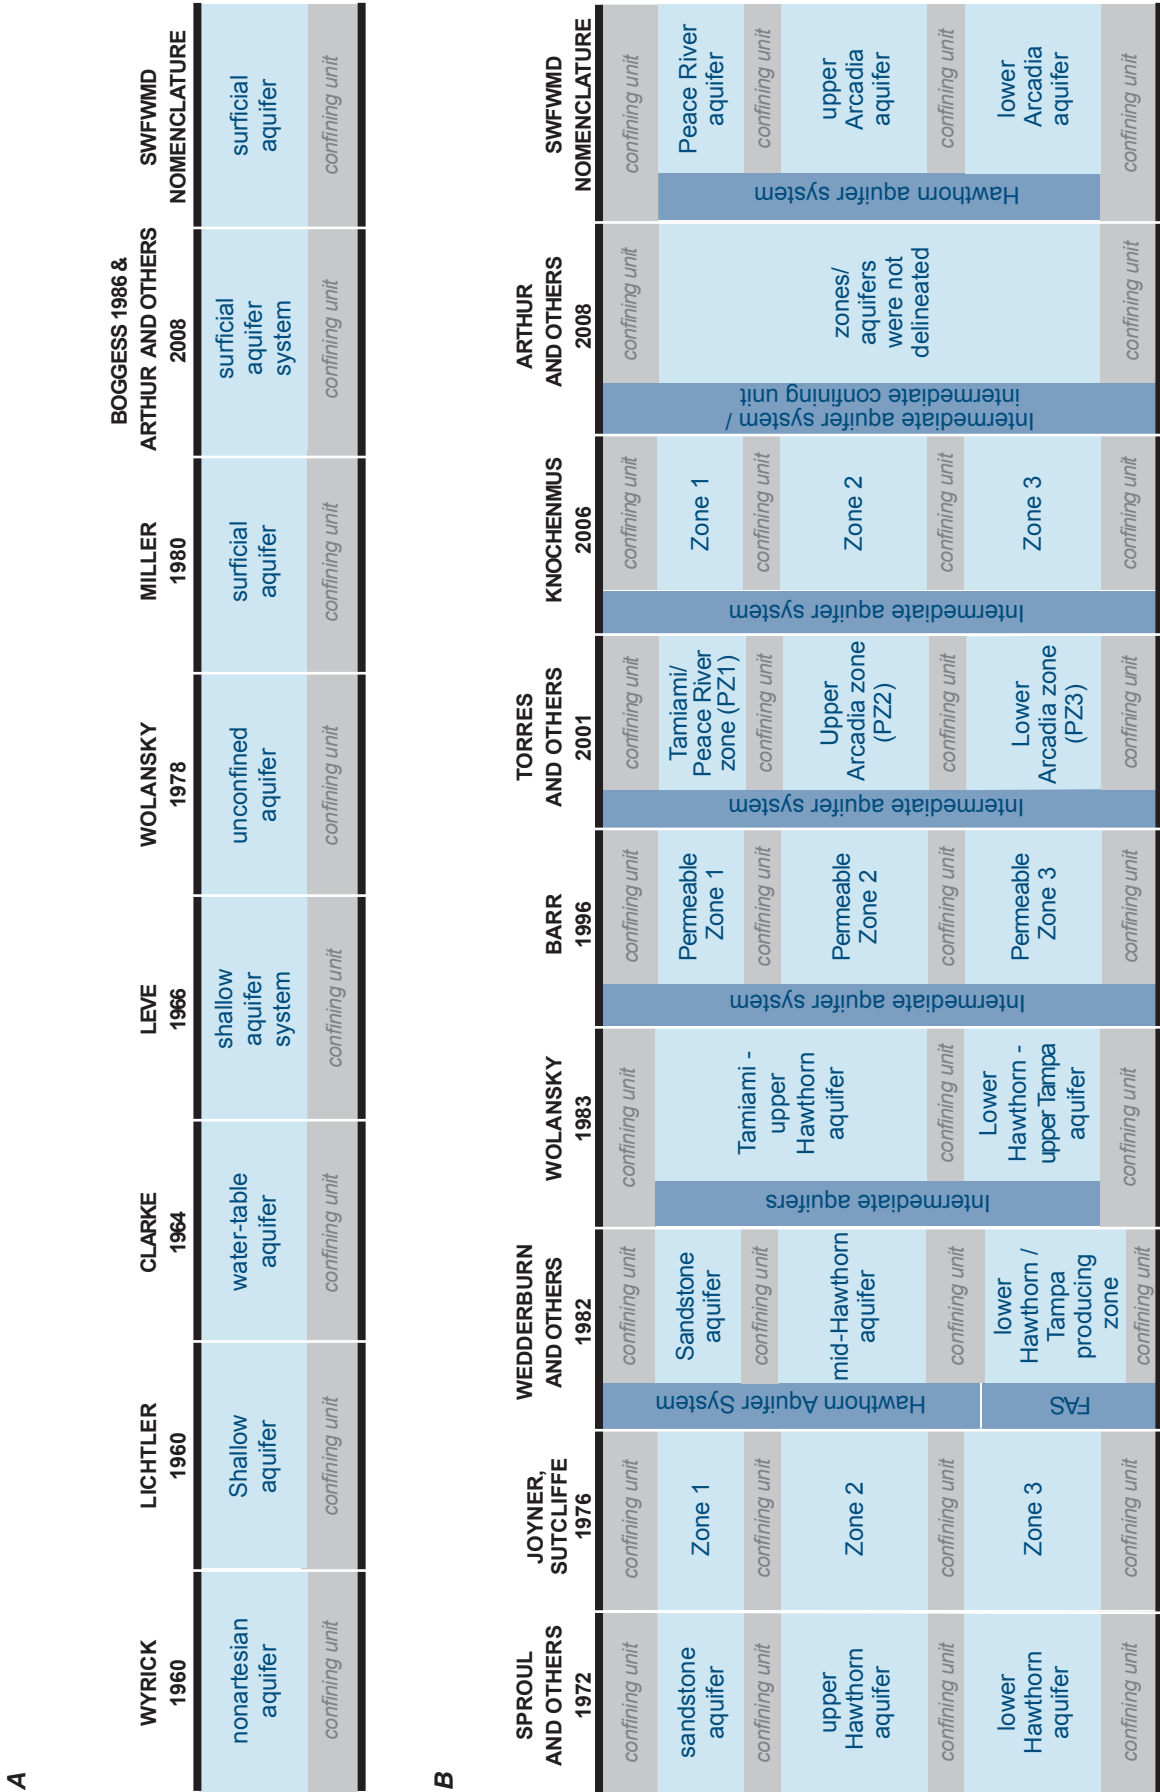 A
WYRICK
1960
nonartesian
aquifer
confining unit
LICHTLER
1960
Shallow
aquifer
confining unit
CLARKE
1964
water-table
aquifer
confining unit
LEVE
1966
shallow
aquifer
system
confining unit
WOLANSKY
1978
unconfined
aquifer
confining unit
MILLER
1980
surficial
aquifer
confining unit
BOGGESS 1986 &
ARTHUR AND OTHERS
2008
surficial
aquifer
system
confining unit
SWFWMD
NOMENCLATURE
surficial
aquifer
confining unit
B
SPROUL
AND OTHERS
1972
confining unit
sandstone
aquifer
confining unit
upper
Hawthorn
aquifer
confining unit
lower
Hawthorn
aquifer
confining unit
JOYNER,
SUTCLIFFE
1976
confining unit
Zone 1
confining unit
Zone 2
confining unit
Zone 3
confining unit
WEDDERBURN
AND OTHERS
1982
Hawthorn Aquifer System
FAS
confining unit
Sandstone
aquifer
confining unit
mid-Hawthorn
aquifer
confining unit
lower
Hawthorn /
Tampa
producing
zone
confining unit
WOLANSKY
1983
Intermediate aquifers
confining unit
Tamiami -
upper
Hawthorn
aquifer
confining unit
Lower
Hawthorn -
upper Tampa
aquifer
confining unit
BARR
1996
Intermediate aquifer system
confining unit
Permeable
Zone 1
confining unit
Permeable
Zone 2
confining unit
Permeable
Zone 3
confining unit
TORRES
AND OTHERS
2001
Intermediate aquifer system
confining unit
Tamiami/
Peace River
zone (PZ1)
confining unit
Upper
Arcadia zone
(PZ2)
confining unit
Lower
Arcadia zone
(PZ3)
confining unit
KNOCHENMUS
2006
Intermediate aquifer system
confining unit
Zone 1
confining unit
Zone 2
confining unit
Zone 3
confining unit
ARTHUR
AND OTHERS
2008
Intermediate aquifer system /
intermediate confining unit
confining unit
zones/
aquifers
were not
delineated
confining unit
SWFWMD
NOMENCLATURE
Hawthorn aquifer system
confining unit
Peace River
aquifer
confining unit
upper
Arcadia
aquifer
confining unit
lower
Arcadia
aquifer
confining unit